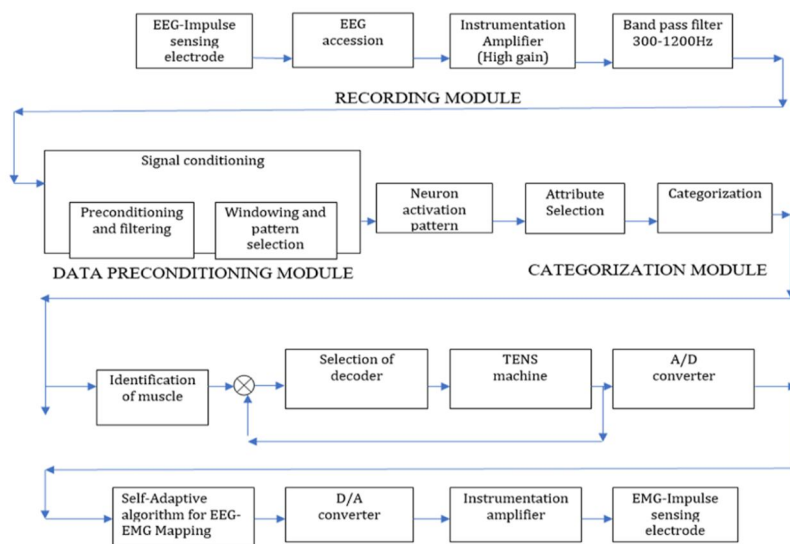 EEG-Impulse
sensing
electrode
EEG
accession
Instrumentation
Amplifier
(High gain)
Band pass filter
300-1200Hz
RECORDING MODULE
Signal conditioning
Preconditioning
and filtering
Windowing and
pattern
selection
Neuron
activation
pattern
Attribute
Selection
Categorization
DATA PRECONDITIONING MODULE
CATEGORIZATION MODULE
Identification
of muscle
Selection of
decoder
TENS
machine
A/D
converter
Self-Adaptive
algorithm for EEG-
EMG Mapping
D/A
converter
Instrumentation
amplifier
EMG-Impulse
sensing
electrode